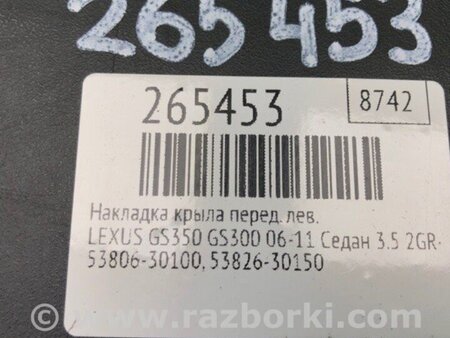 265453
265453
8742
Накладка крыла перед. лев.
LEXUS GS350 GS300 06-11 Седан 3.5 2GR-
53806-30100, 53826-30150
© www.razborki.com